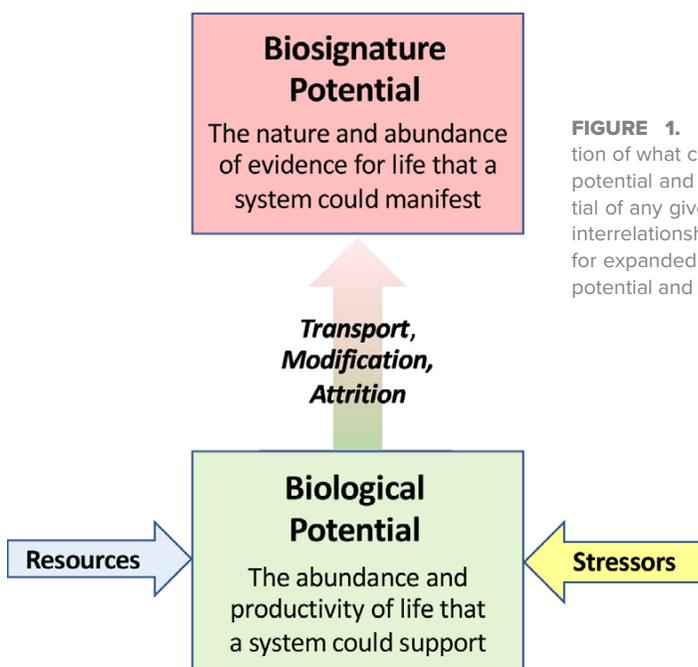 Biosignature
Potential
The nature and abundance
of evidence for life that a
system could manifest
FIGURE 1.
tion of what
potential and
tial of any
for expanded
potential and
Transport,
Modification,
Attrition
Biological
Potential
The abundance and
productivity of life that
a system could support
Resources
Stressors